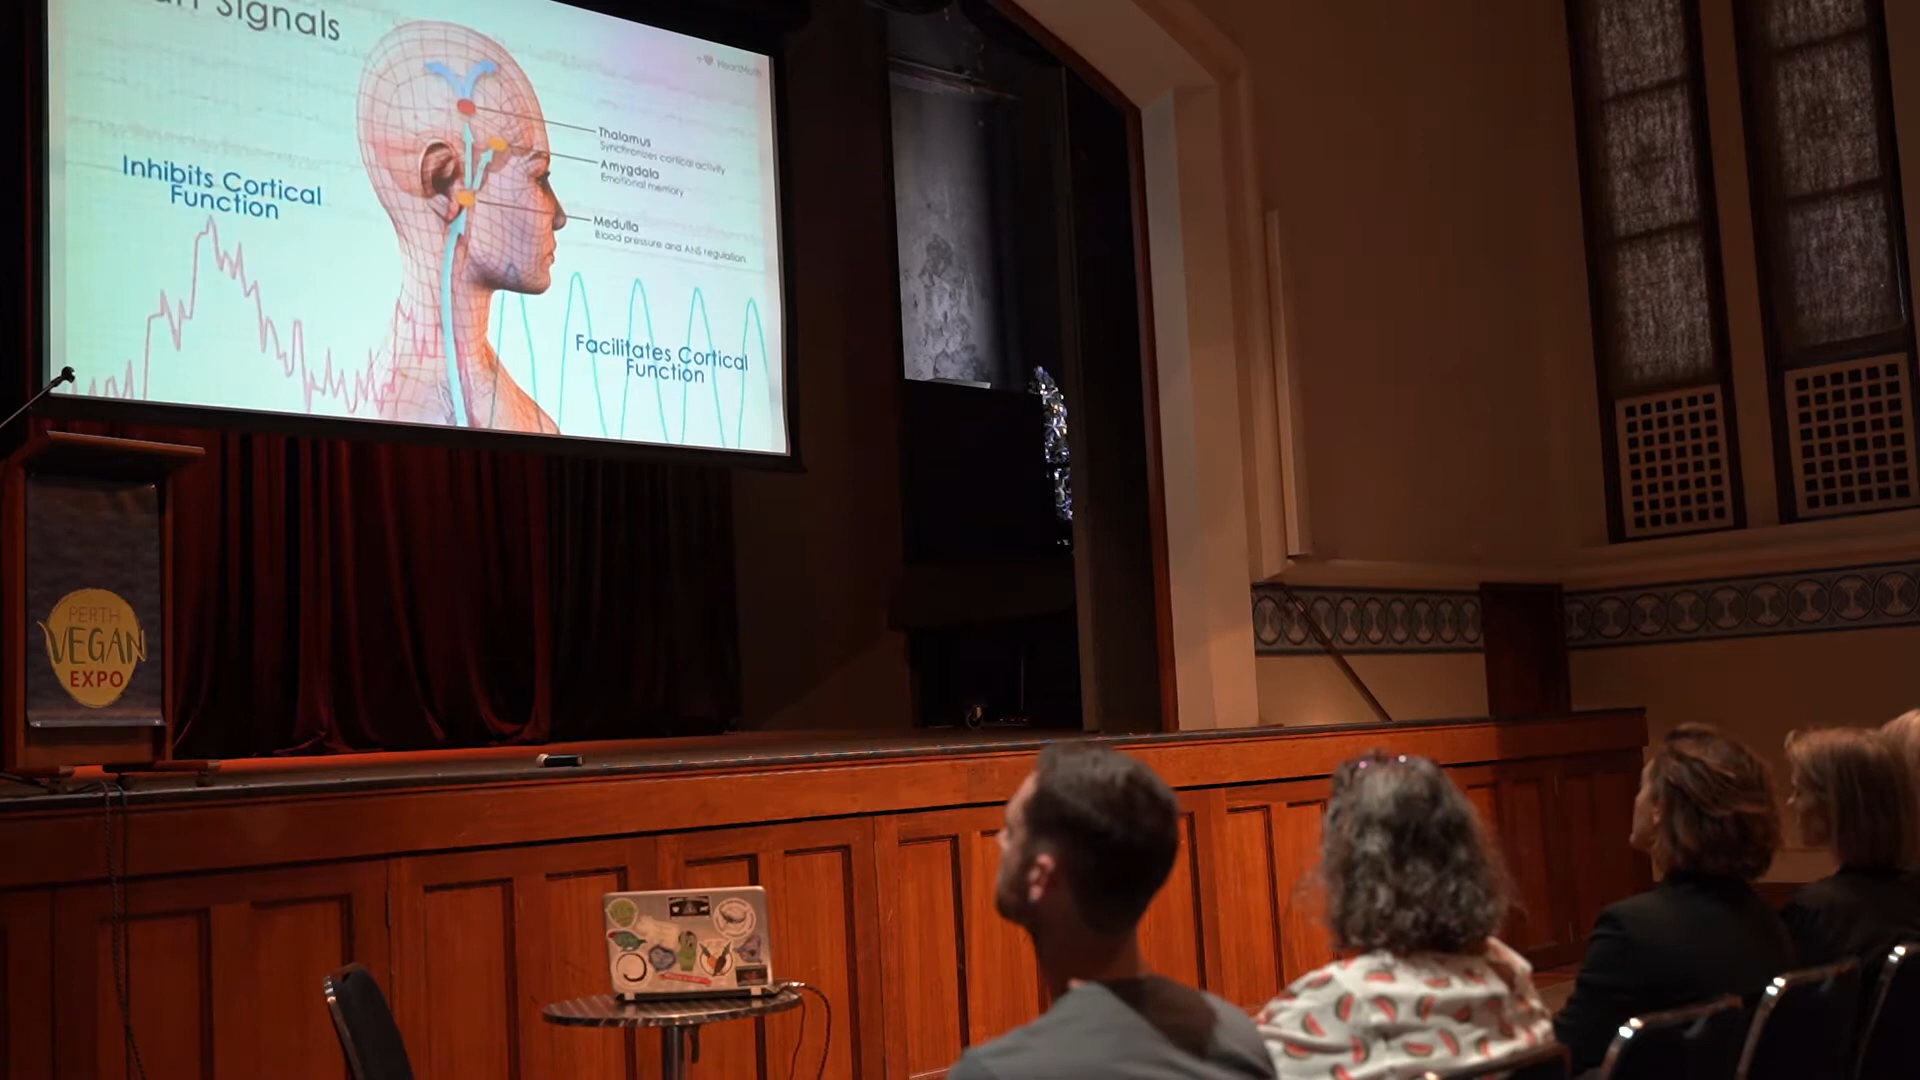 Signals
HeartMath
Thalamus
Synchronizes cortical activity
Amygdala
Emotional memory
Medulla
Blood pressure and ANS regulation
Inhibits Cortical
Function
Facilitates Cortical
Function
PERTH
VEGAN
EXPO